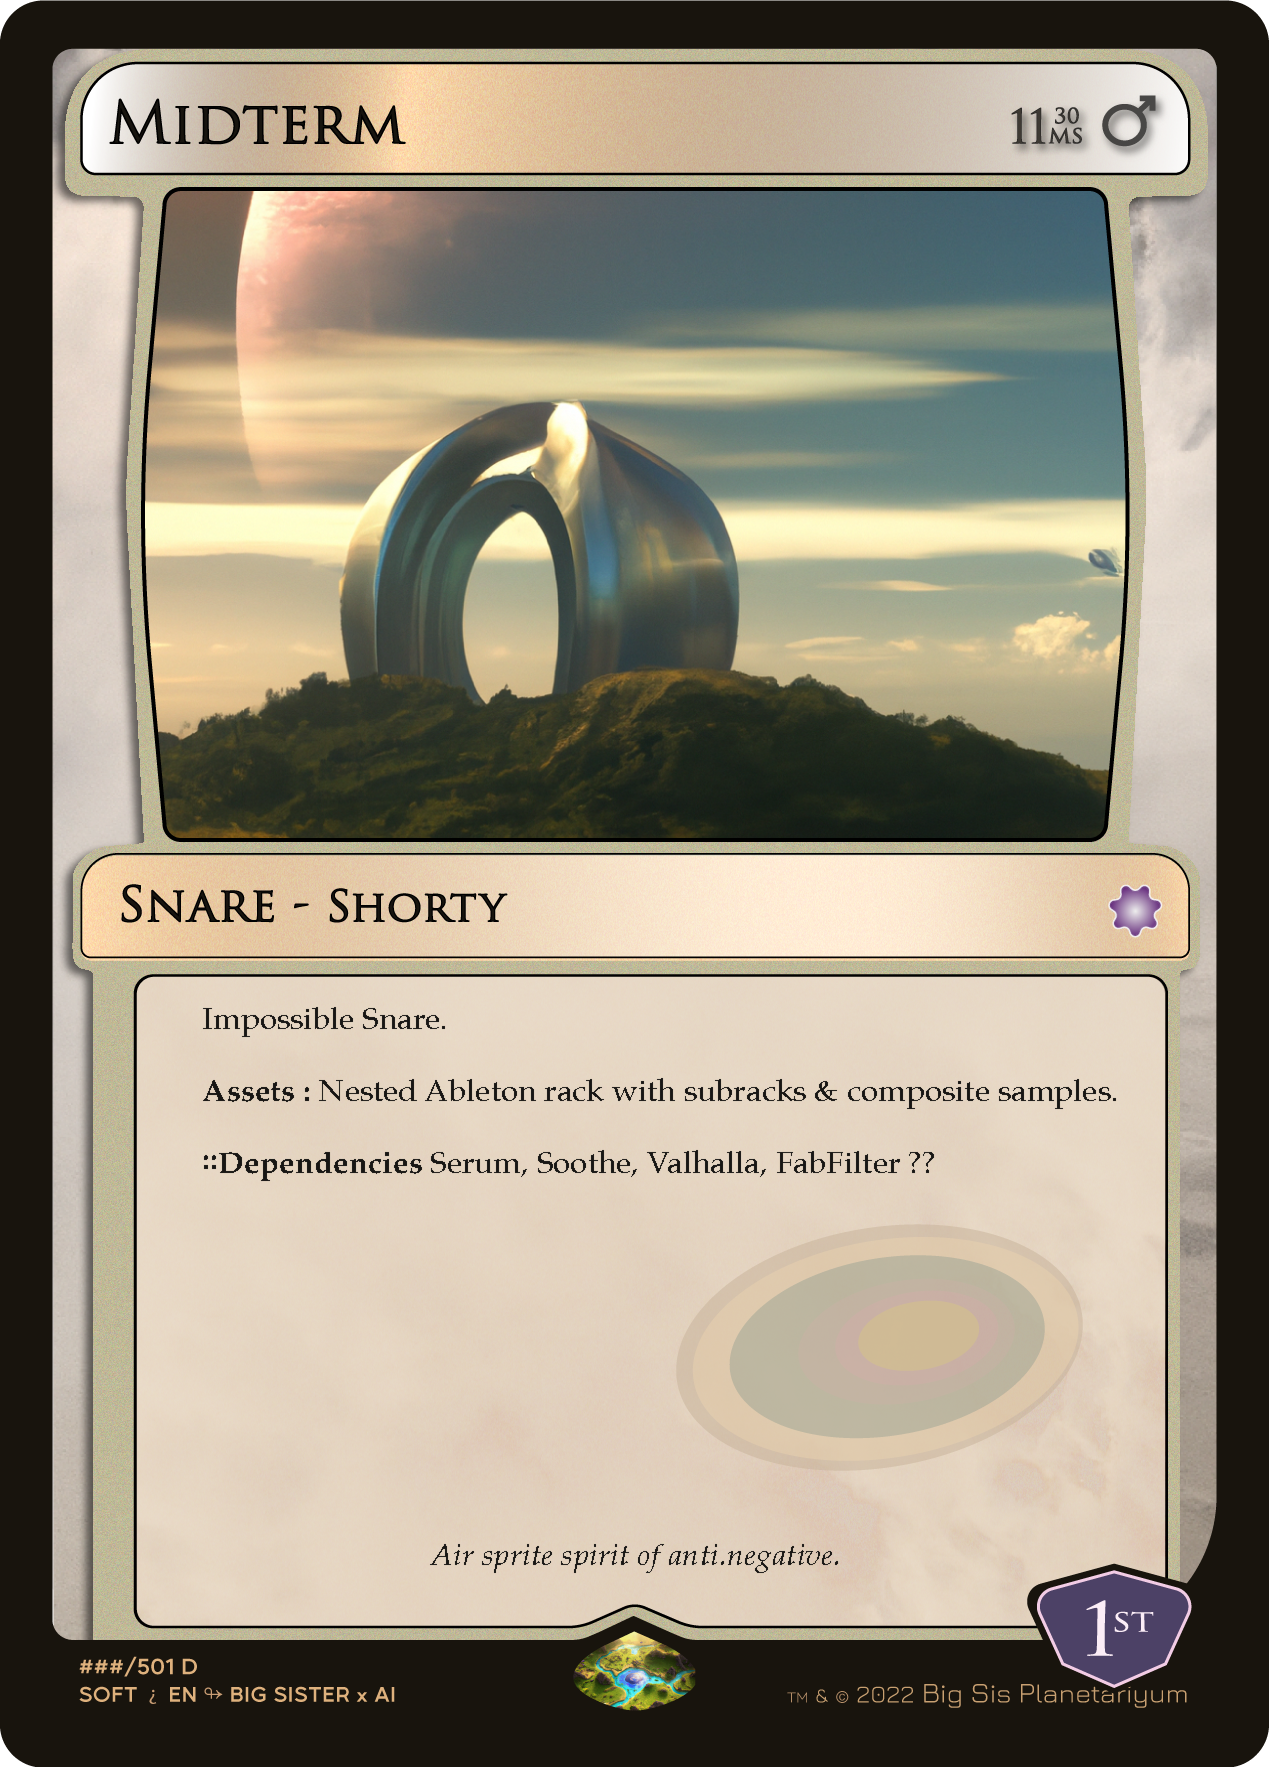 MIDTERM
11 30 MS ♂
SNARE - SHORTY
Impossible Snare.
Assets : Nested Ableton rack with subracks & composite samples.
::Dependencies Serum, Soothe, Valhalla, FabFilter ??
Air sprite spirit of anti.negative.
1ST
###/501 D
SOFT ¿ EN ↬ BIG SISTER x AI
TM & © 2022 Big Sis Planetariyum